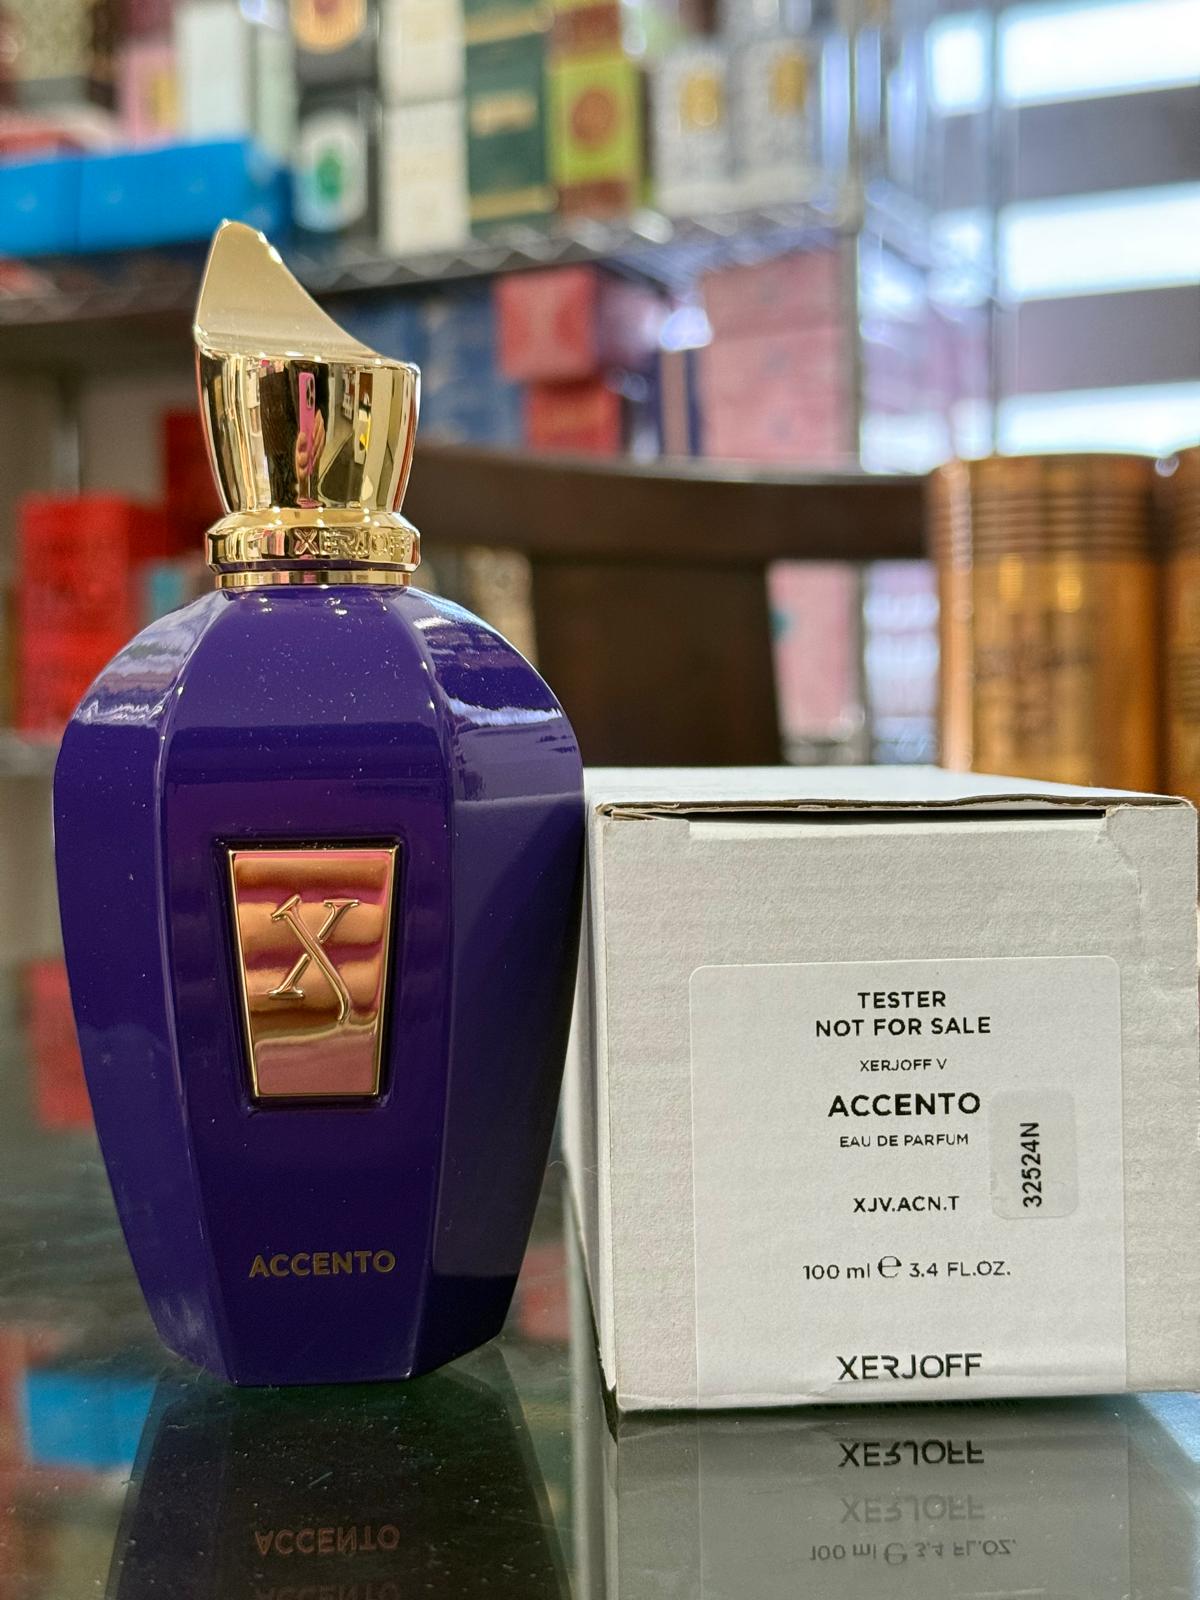 XERJOFF
X
ACCENTO
TESTER
NOT FOR SALE
XERJOFF V
ACCENTO
EAU DE PARFUM
32524N
XJV.ACN.T
100 ml ℮ 3.4 FL.OZ.
XERJOFF